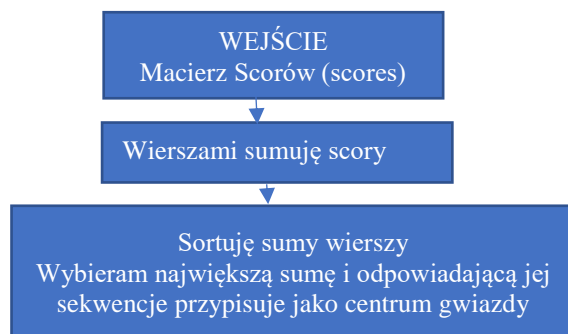 WEJŚCIE
Macierz Scorów (scores)
Wierszami sumuję scory
Sortuję sumy wierszy
Wybieram największą sumę i odpowiadającą jej
sekwencje przypisuje jako centrum gwiazdy